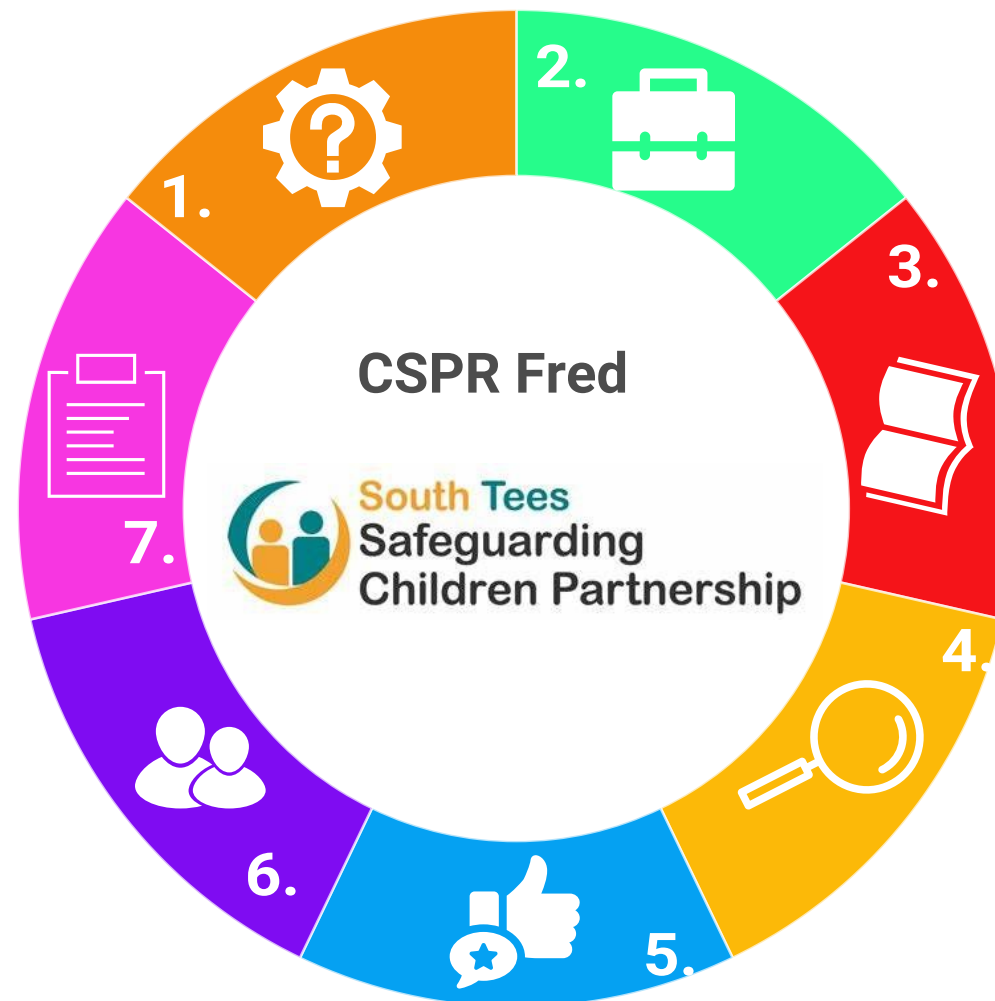 1.
2.
3.
4.
5.
6.
7.
CSPR Fred
South Tees
Safeguarding
Children Partnership
?